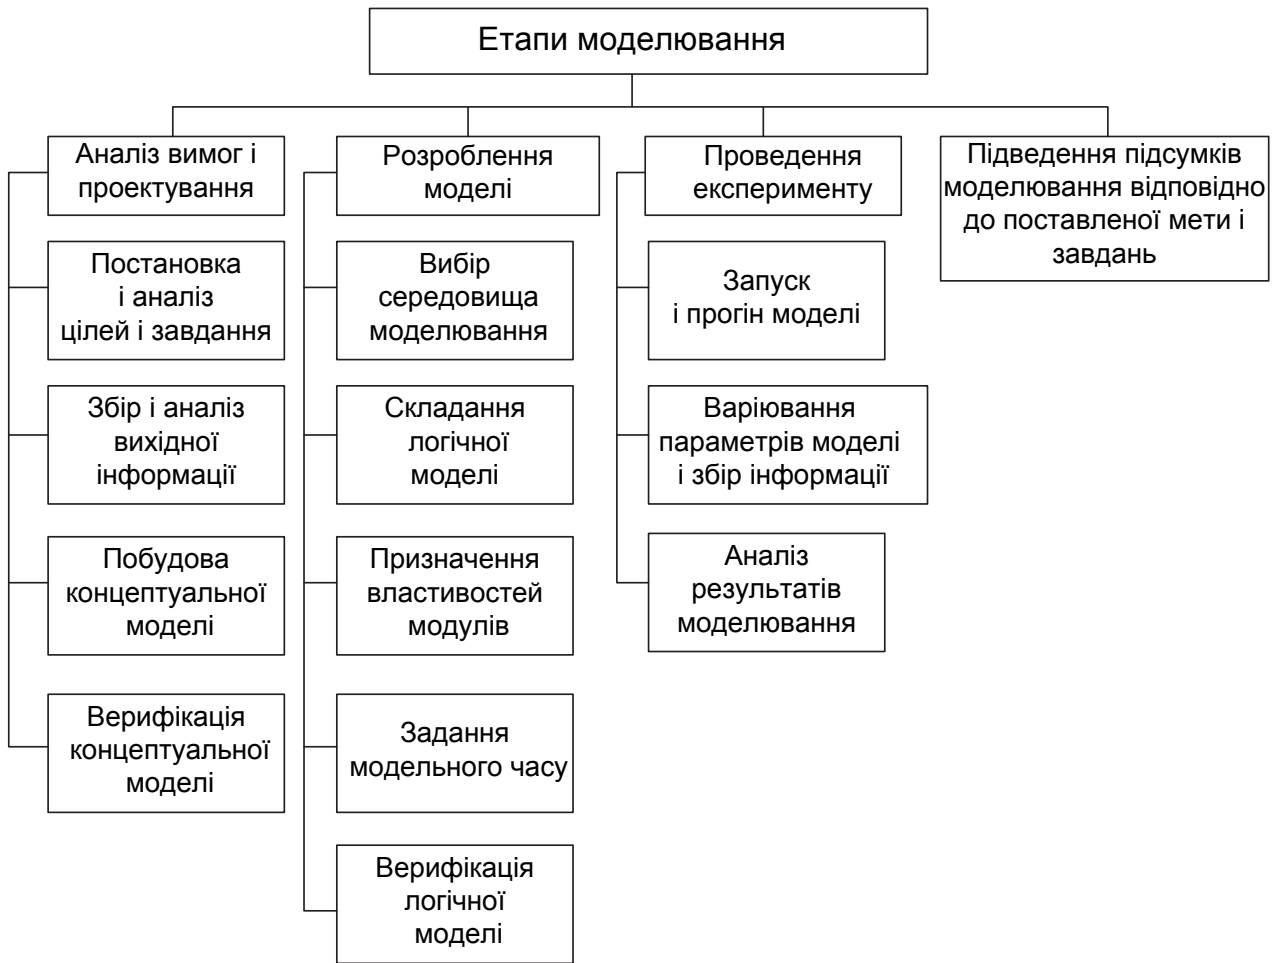 Етапи моделювання
Аналіз вимог і
проектування
Постановка
і аналіз
цілей і завдання
Збір і аналіз
вихідної
інформації
Побудова
концептуальної
моделі
Верифікація
концептуальної
моделі
Розроблення
моделі
Вибір
середовища
моделювання
Складання
логічної
моделі
Призначення
властивостей
модулів
Задання
модельного часу
Верифікація
логічної
моделі
Проведення
експерименту
Запуск
і прогін моделі
Варіювання
параметрів моделі
і збір інформації
Аналіз
результатів
моделювання
Підведення підсумків
моделювання відповідно
до поставленої мети і
завдань